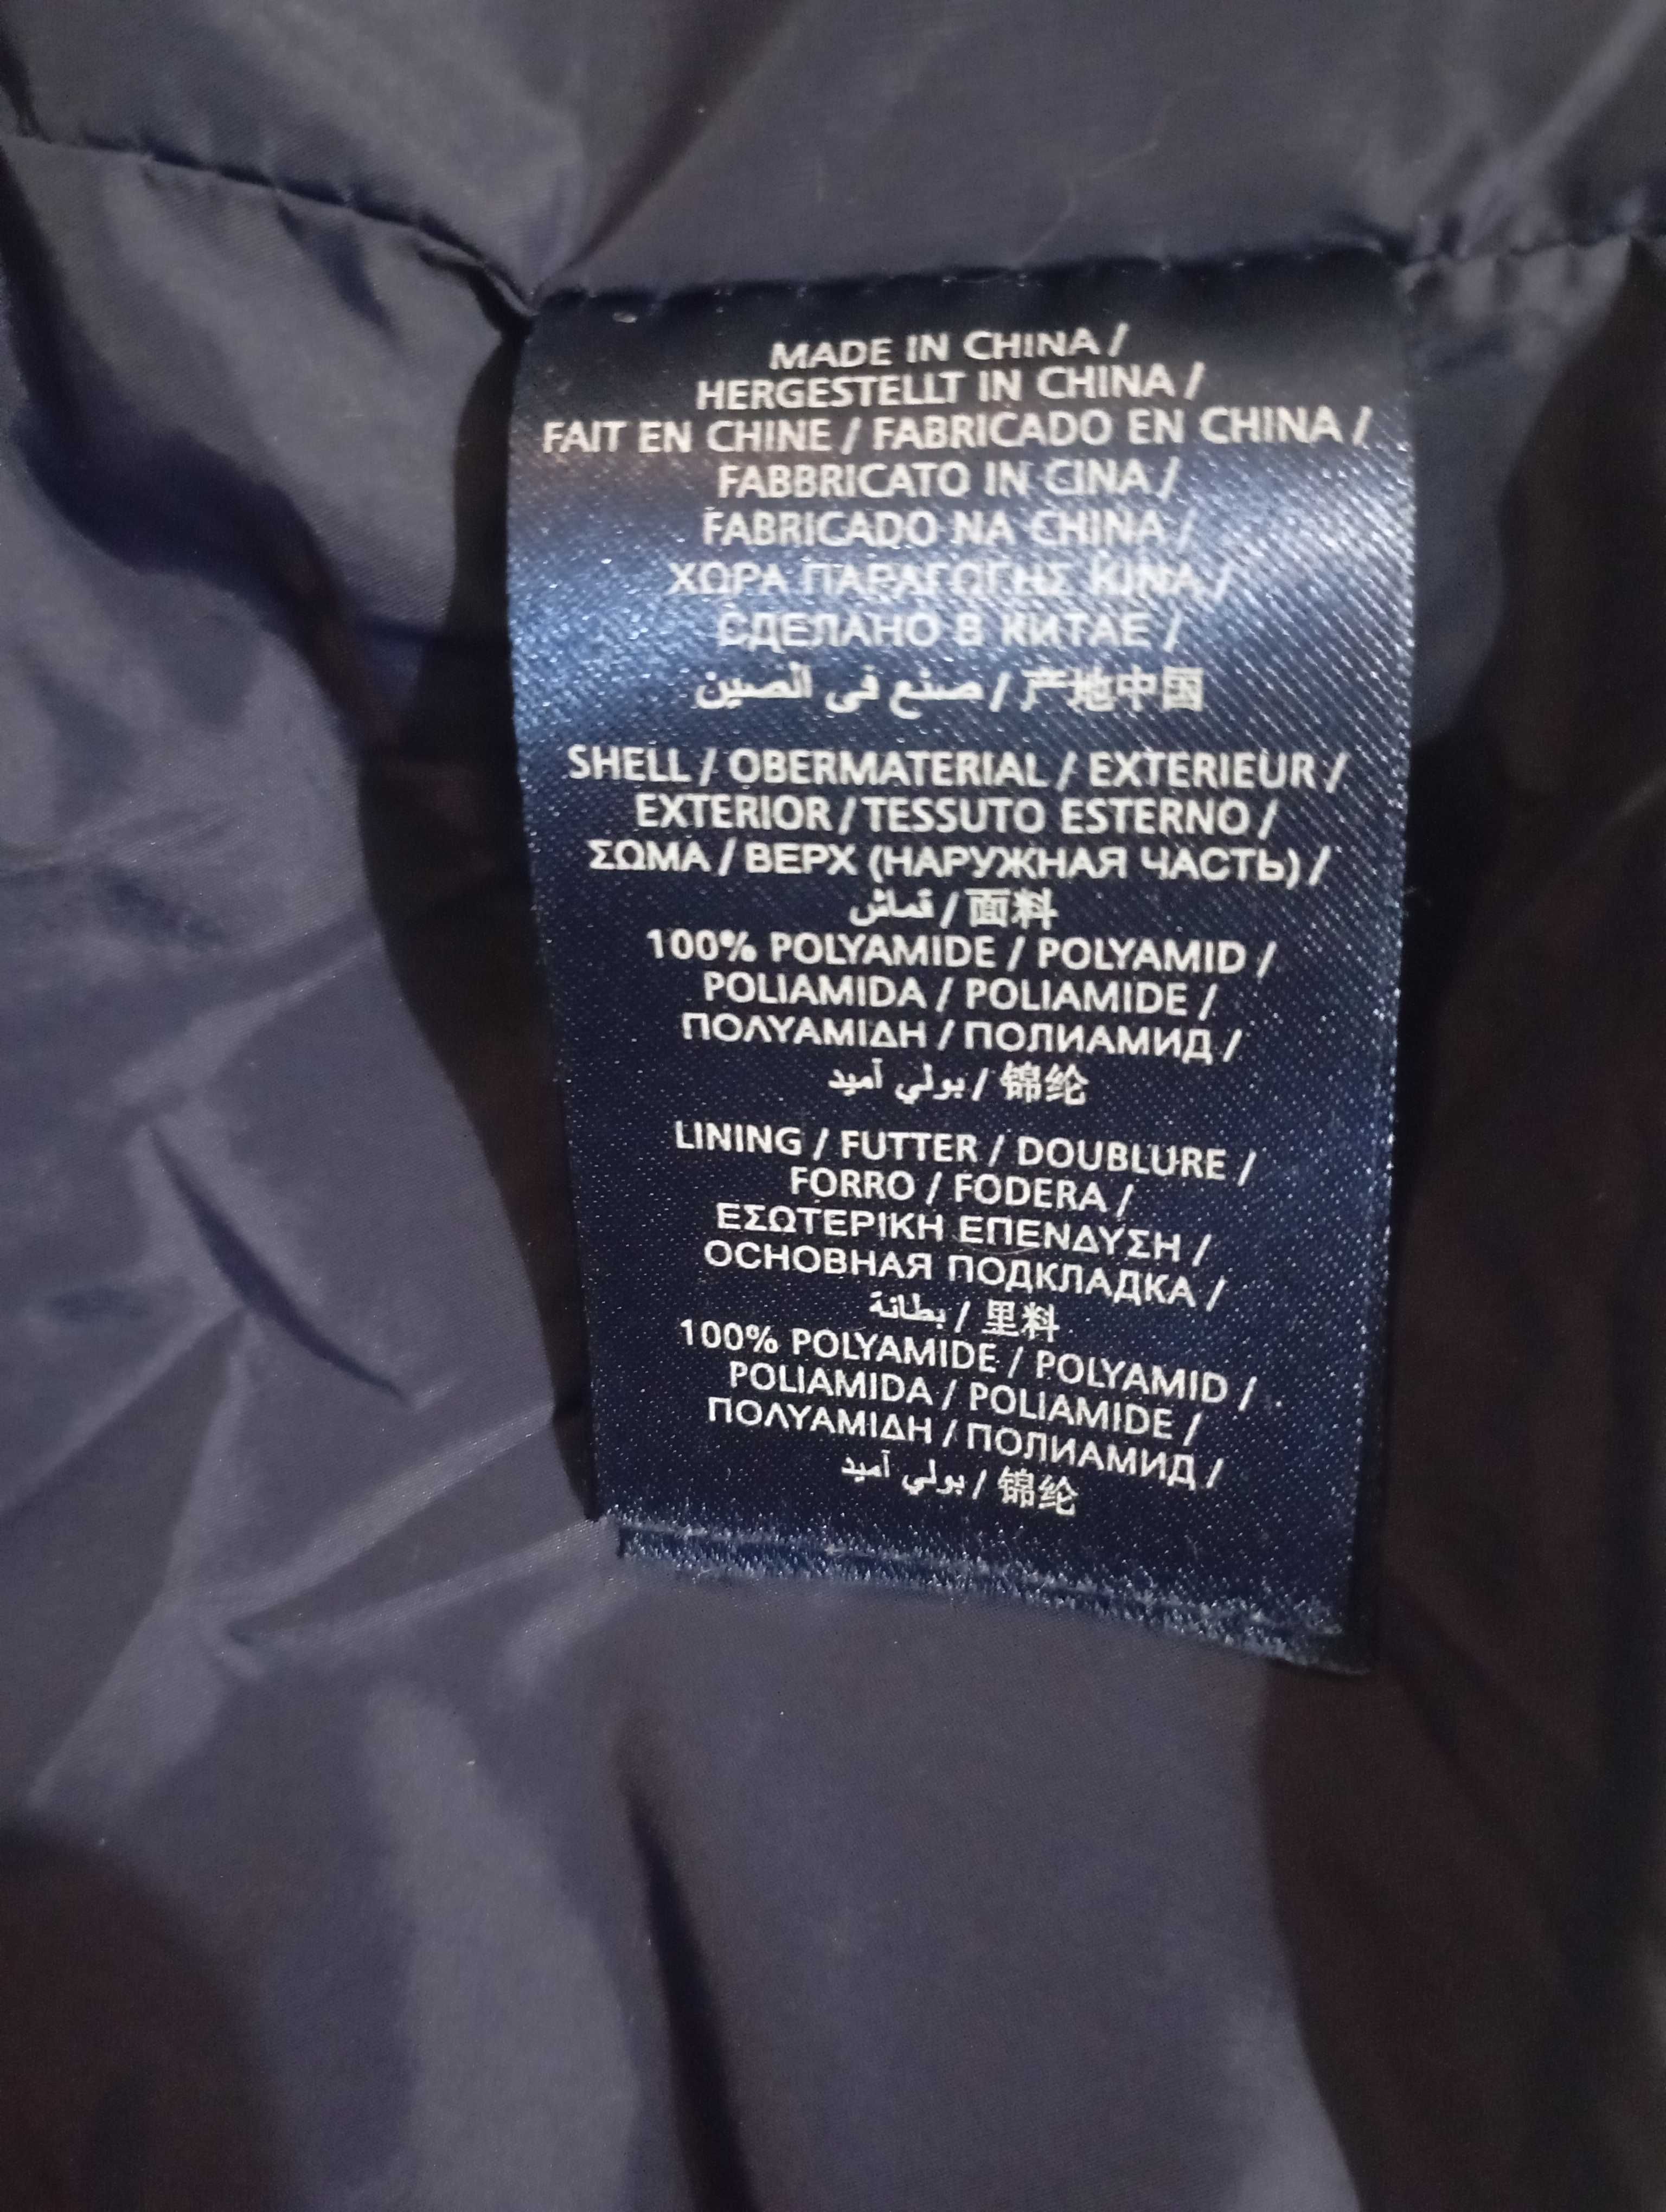 MADE IN CHINA /
HERGESTELLT IN CHINA /
FAIT EN CHINE / FABRICADO EN CHINA /
FABBRICATO IN CINA /
FABRICADO NA CHINA /
ΧΩΡΑ ΠΑΡΑΓΩΓΗΣ ΚΙΝΑ /
СДЕЛАНО В КИТАЕ /
صنع في الصين / 产地中国
SHELL / OBERMATERIAL / EXTERIEUR /
EXTERIOR / TESSUTO ESTERNO /
ΣΩΜΑ / ВЕРХ (НАРУЖНАЯ ЧАСТЬ) /
قماش / 面料
100% POLYAMIDE / POLYAMID /
POLIAMIDA / POLIAMIDE /
ΠΟΛΥΑΜΙΔΗ / ПОЛИАМИД /
بولي آميد / 锦纶
LINING / FUTTER / DOUBLURE /
FORRO / FODERA /
ΕΣΩΤΕΡΙΚΗ ΕΠΕΝΔΥΣΗ /
ОСНОВНАЯ ПОДКЛАДКА /
بطانة / 里料
100% POLYAMIDE / POLYAMID /
POLIAMIDA / POLIAMIDE /
ΠΟΛΥΑΜΙΔΗ / ПОЛИАМИД /
بولي آميد / 锦纶